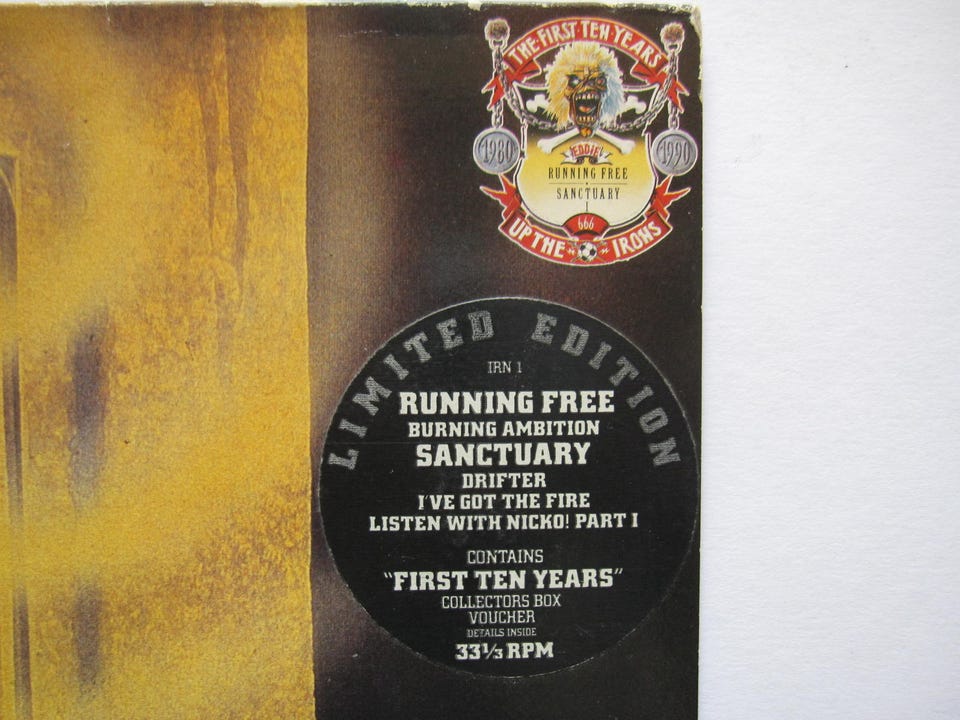 THE·FIRST·TEN·YEARS
1980
1990
EDDIE
RUNNING FREE
SANCTUARY
666
UP THE IRONS
LIMITED EDITION
IRN 1
RUNNING FREE
BURNING AMBITION
SANCTUARY
DRIFTER
I'VE GOT THE FIRE
LISTEN WITH NICKO! PART I
CONTAINS
"FIRST TEN YEARS"
COLLECTORS BOX
VOUCHER
DETAILS INSIDE
33⅓ RPM